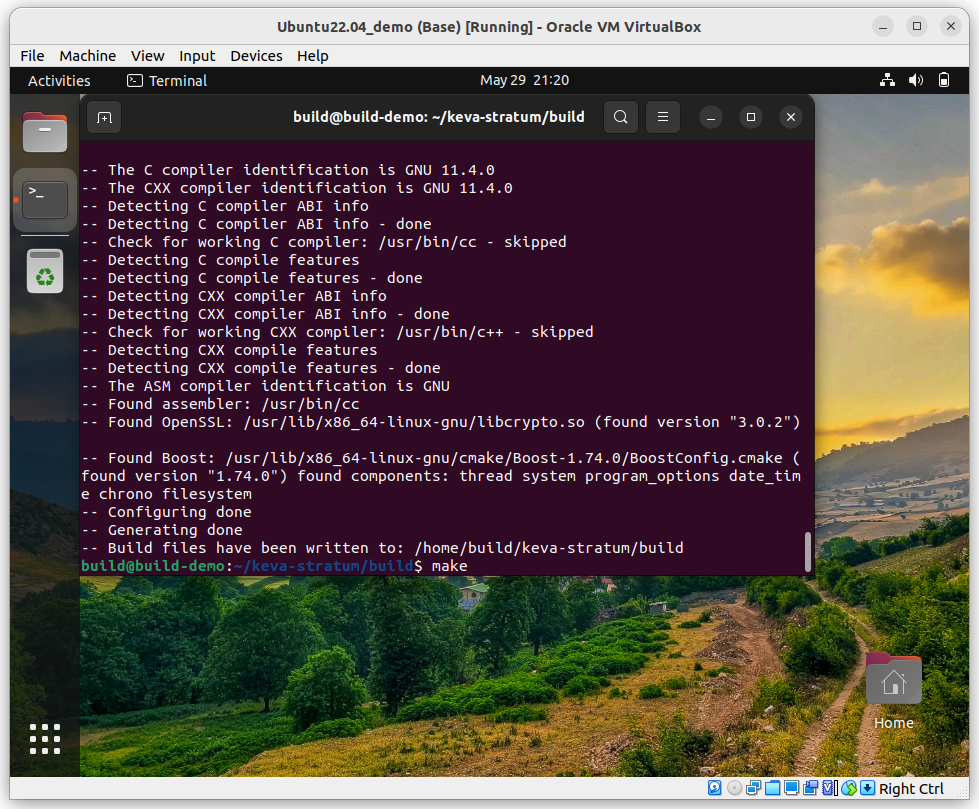 Ubuntu22.04_demo (Base) [Running] - Oracle VM VirtualBox
File Machine View Input Devices Help
Activities Terminal May 29 21:20
build@build-demo: ~/keva-stratum/build
>_
-- The C compiler identification is GNU 11.4.0
-- The CXX compiler identification is GNU 11.4.0
-- Detecting C compiler ABI info
-- Detecting C compiler ABI info - done
-- Check for working C compiler: /usr/bin/cc - skipped
-- Detecting C compile features
-- Detecting C compile features - done
-- Detecting CXX compiler ABI info
-- Detecting CXX compiler ABI info - done
-- Check for working CXX compiler: /usr/bin/c++ - skipped
-- Detecting CXX compile features
-- Detecting CXX compile features - done
-- The ASM compiler identification is GNU
-- Found assembler: /usr/bin/cc
-- Found OpenSSL: /usr/lib/x86_64-linux-gnu/libcrypto.so (found version "3.0.2")
-- Found Boost: /usr/lib/x86_64-linux-gnu/cmake/Boost-1.74.0/BoostConfig.cmake (
found version "1.74.0") found components: thread system program_options date_tim
e chrono filesystem
-- Configuring done
-- Generating done
-- Build files have been written to: /home/build/keva-stratum/build
build@build-demo:~/keva-stratum/build$ make
Home
Right Ctrl